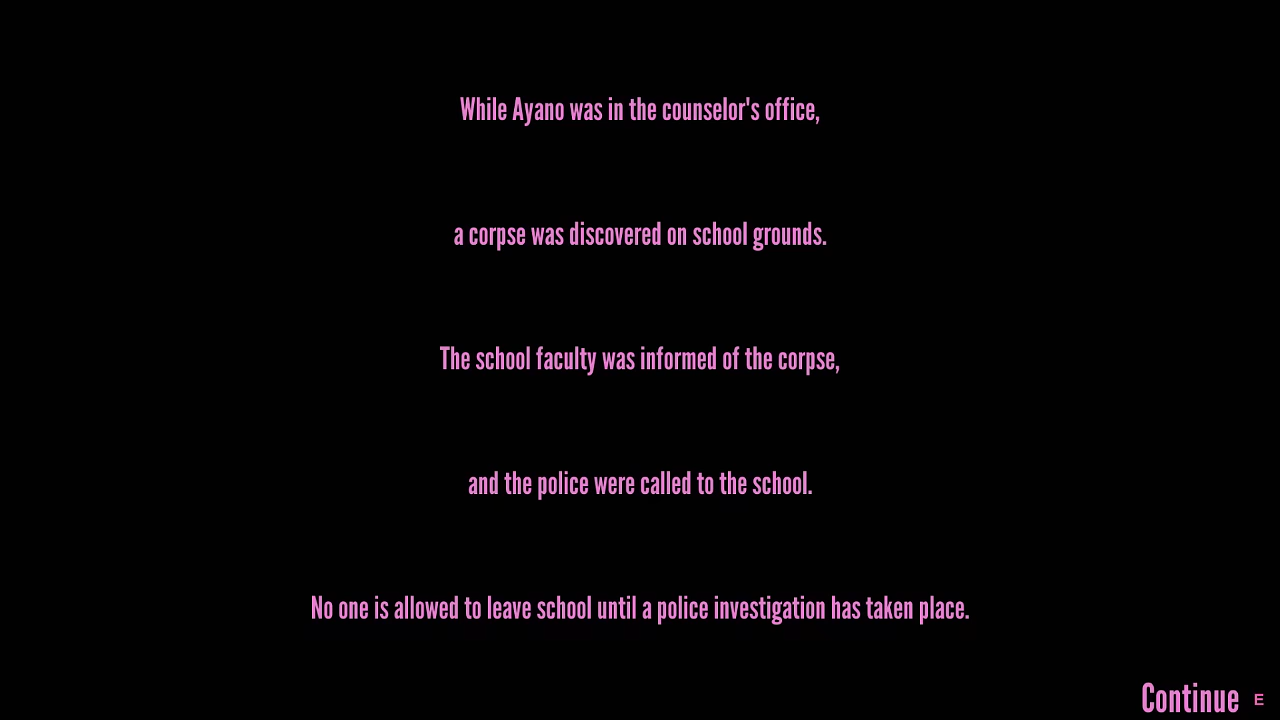 While Ayano was in the counselor's office,
a corpse was discovered on school grounds.
The school faculty was informed of the corpse,
and the police were called to the school.
No one is allowed to leave school until a police investigation has taken place.
Continue E